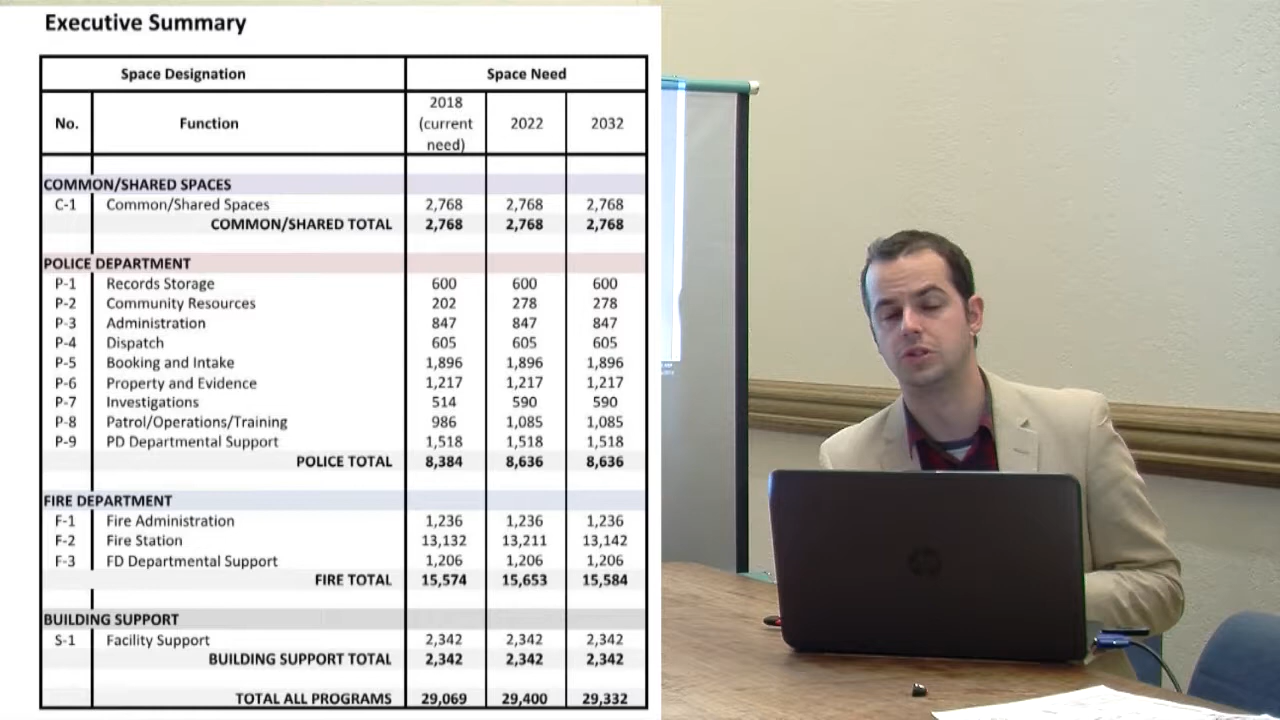 Executive Summary
Space Designation Space Need
No. Function 2018 (current need) 2022 2032
COMMON/SHARED SPACES
C-1 Common/Shared Spaces 2,768 2,768 2,768
COMMON/SHARED TOTAL 2,768 2,768 2,768
POLICE DEPARTMENT
P-1 Records Storage 600 600 600
P-2 Community Resources 202 278 278
P-3 Administration 847 847 847
P-4 Dispatch 605 605 605
P-5 Booking and Intake 1,896 1,896 1,896
P-6 Property and Evidence 1,217 1,217 1,217
P-7 Investigations 514 590 590
P-8 Patrol/Operations/Training 986 1,085 1,085
P-9 PD Departmental Support 1,518 1,518 1,518
POLICE TOTAL 8,384 8,636 8,636
FIRE DEPARTMENT
F-1 Fire Administration 1,236 1,236 1,236
F-2 Fire Station 13,132 13,211 13,142
F-3 FD Departmental Support 1,206 1,206 1,206
FIRE TOTAL 15,574 15,653 15,584
BUILDING SUPPORT
S-1 Facility Support 2,342 2,342 2,342
BUILDING SUPPORT TOTAL 2,342 2,342 2,342
TOTAL ALL PROGRAMS 29,069 29,400 29,332
hp